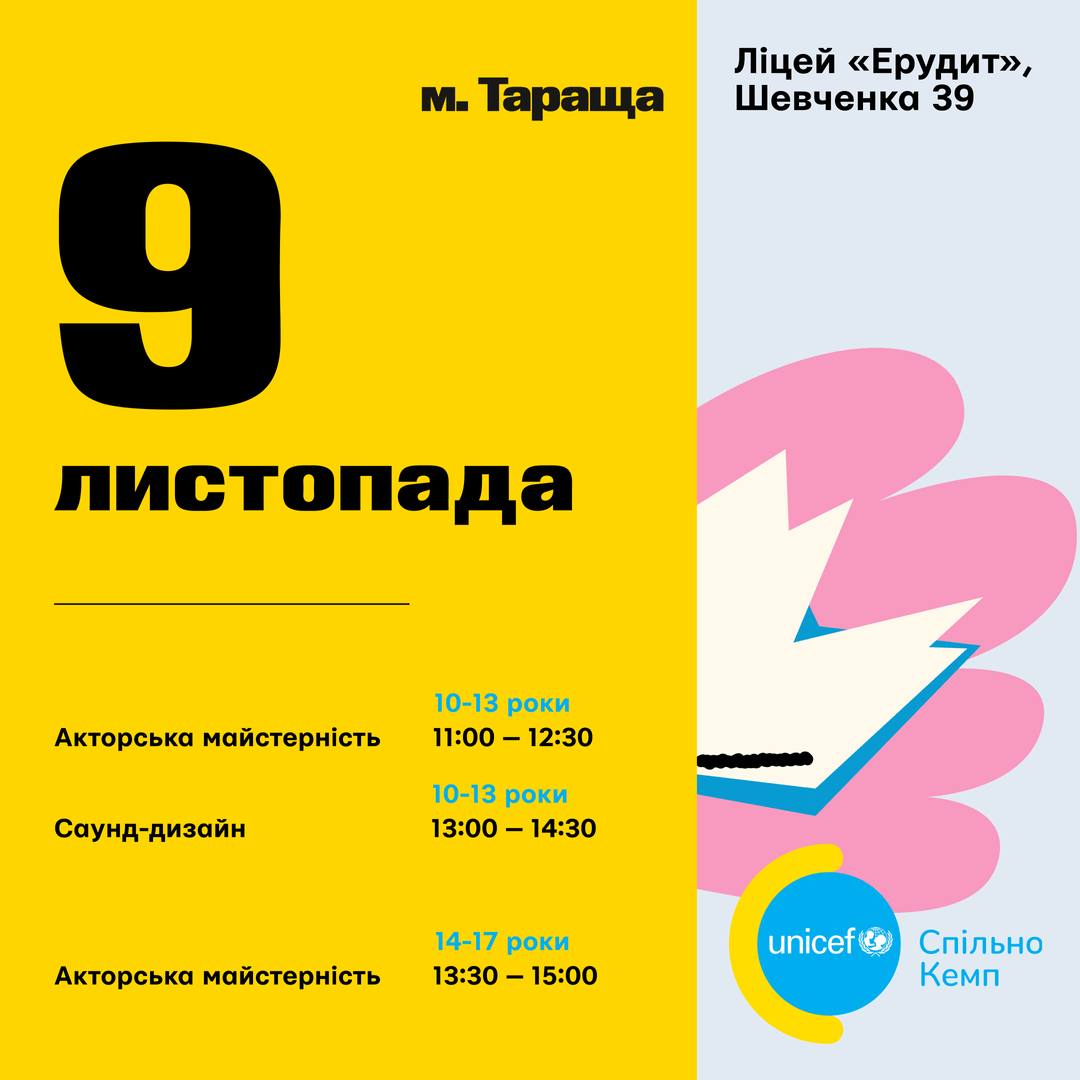 м. Тараща
Ліцей «Ерудит»,
Шевченка 39
9
листопада
10-13 роки
Акторська майстерність 11:00 – 12:30
10-13 роки
Саунд-дизайн 13:00 – 14:30
14-17 роки
Акторська майстерність 13:30 – 15:00
unicef
Спільно
Кемп